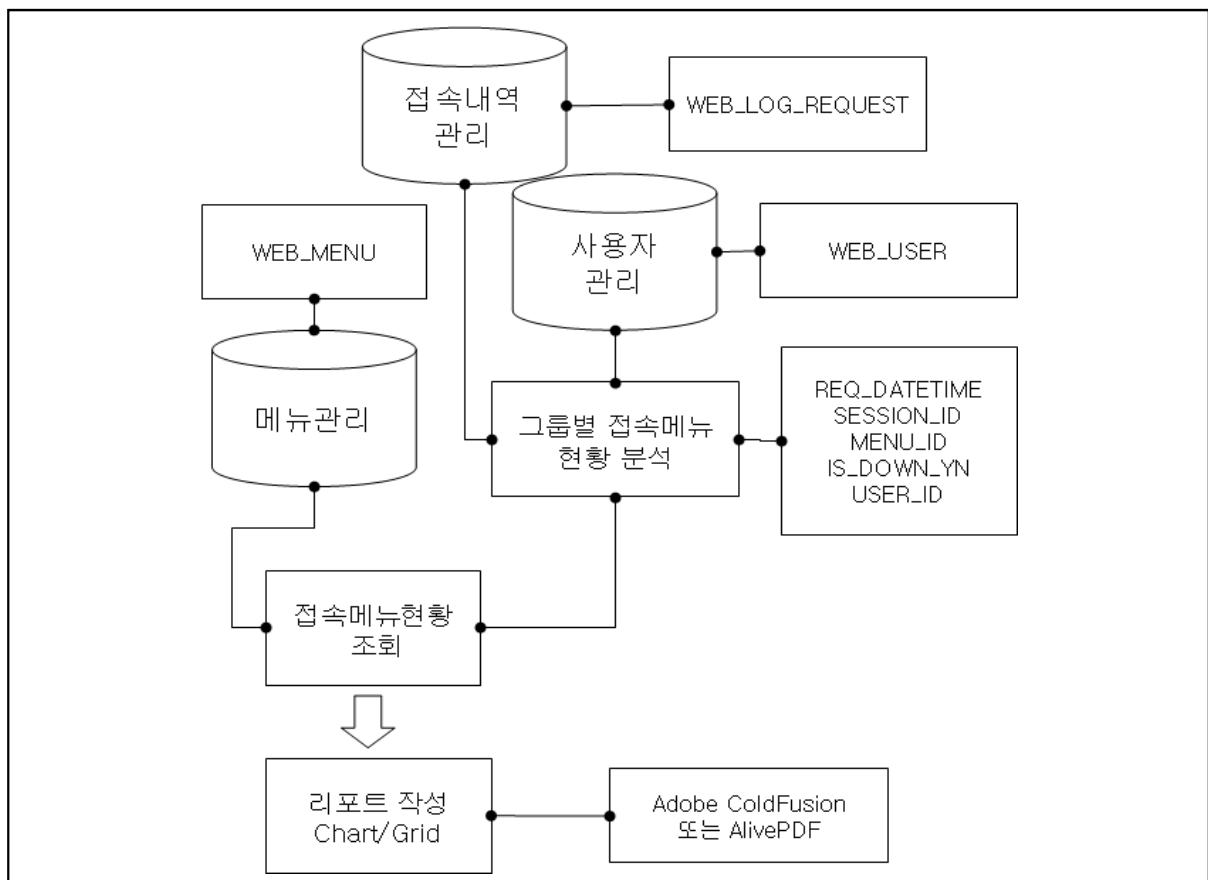 접속내역
관리
WEB_LOG_REQUEST
WEB_MENU
사용자
관리
WEB_USER
메뉴관리
그룹별 접속메뉴
현황 분석
REQ_DATETIME
SESSION_ID
MENU_ID
IS_DOWN_YN
USER_ID
접속메뉴현황
조회
리포트 작성
Chart/Grid
Adobe ColdFusion
또는 AlivePDF